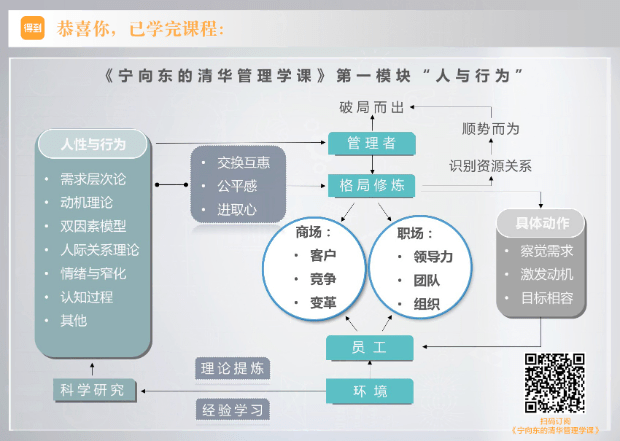 得到
恭喜你，已学完课程：
《宁向东的清华管理学课》第一模块“人与行为”
破局而出
顺势而为
识别资源关系
管理者
格局修炼
人性与行为
• 需求层次论
• 动机理论
• 双因素模型
• 人际关系理论
• 情绪与窄化
• 认知过程
• 其他
• 交换互惠
• 公平感
• 进取心
商场：
• 客户
• 竞争
• 变革
职场：
• 领导力
• 团队
• 组织
具体动作
• 察觉需求
• 激发动机
• 目标相容
员工
环境
理论提炼
经验学习
科学研究
扫码订阅
《宁向东的清华管理学课》